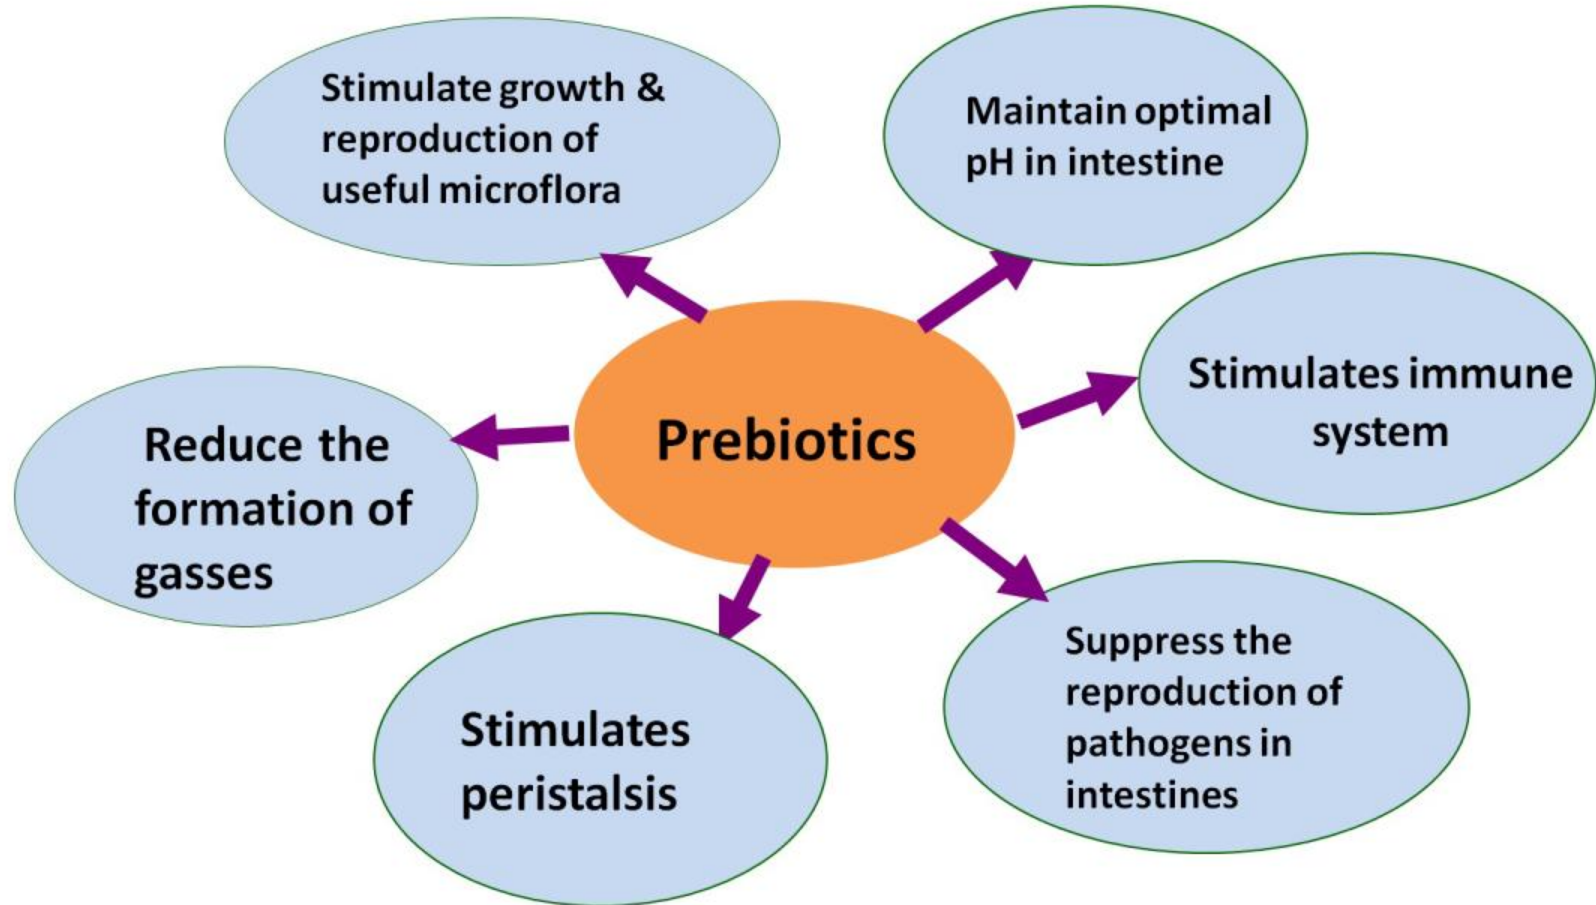 Stimulate growth &
reproduction of
useful microflora
Maintain optimal
pH in intestine
Stimulates immune
system
Prebiotics
Reduce the
formation of
gasses
Suppress the
reproduction of
pathogens in
intestines
Stimulates
peristalsis